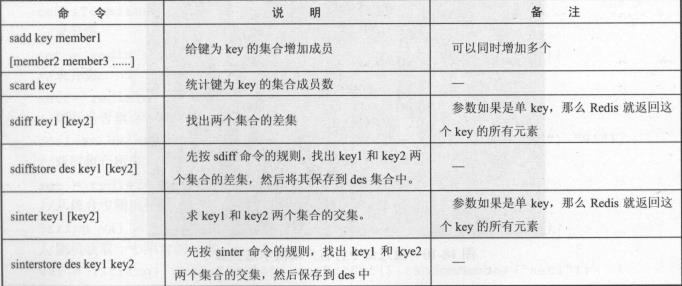 命 令 说 明 备 注
sadd key member1
[member2 member3 ......]
给键为 key 的集合增加成员
可以同时增加多个
scard key
统计键为 key 的集合成员数
—
sdiff key1 [key2]
找出两个集合的差集
参数如果是单 key，那么 Redis 就返回这
个 key 的所有元素
sdiffstore des key1 [key2]
先按 sdiff 命令的规则，找出 key1 和 key2 两
个集合的差集，然后将其保存到 des 集合中。
—
sinter key1 [key2]
求 key1 和 key2 两个集合的交集。
参数如果是单 key，那么 Redis 就返回这
个 key 的所有元素
sinterstore des key1 key2
先按 sinter 命令的规则，找出 key1 和 kye2
两个集合的交集，然后保存到 des 中
—